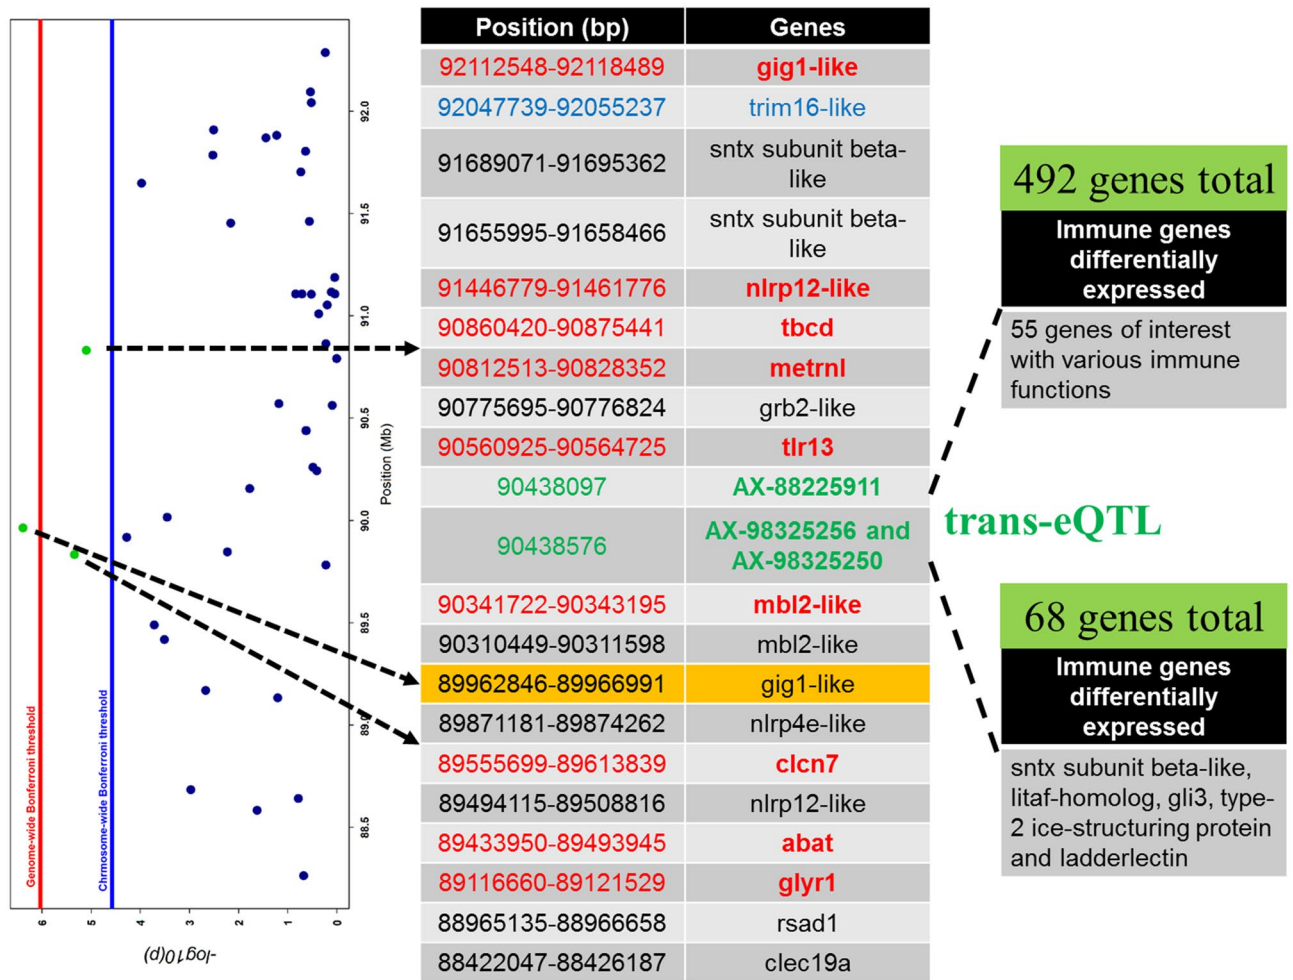 Genome-wide Bonferroni threshold
Chrmosome-wide Bonferroni threshold
92.0
91.5
91.0
90.5
90.0
89.5
89.0
88.5
Position (Mb)
6
5
4
3
2
1
0
-log10(p)
Position (bp) Genes
92112548-92118489 gig1-like
92047739-92055237 trim16-like
91689071-91695362 sntx subunit beta-
like
91655995-91658466 sntx subunit beta-
like
91446779-91461776 nlrp12-like
90860420-90875441 tbcd
90812513-90828352 metrnl
90775695-90776824 grb2-like
90560925-90564725 tlr13
90438097 AX-88225911
90438576 AX-98325256 and
AX-98325250
90341722-90343195 mbl2-like
90310449-90311598 mbl2-like
89962846-89966991 gig1-like
89871181-89874262 nlrp4e-like
89555699-89613839 clcn7
89494115-89508816 nlrp12-like
89433950-89493945 abat
89116660-89121529 glyr1
88965135-88966658 rsad1
88422047-88426187 clec19a
492 genes total
Immune genes
differentially
expressed
55 genes of interest
with various immune
functions
trans-eQTL
68 genes total
Immune genes
differentially
expressed
sntx subunit beta-like,
litaf-homolog, gli3, type-
2 ice-structuring protein
and ladderlectin